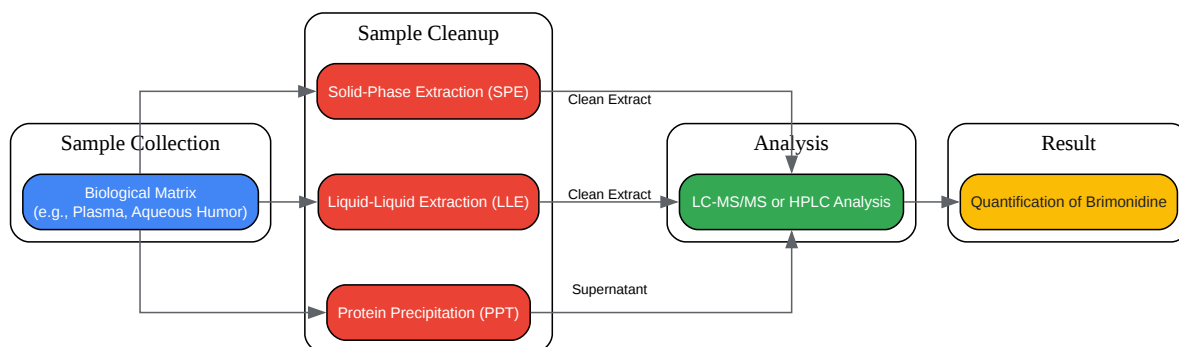 Sample Collection
Biological Matrix
(e.g., Plasma, Aqueous Humor)
Sample Cleanup
Solid-Phase Extraction (SPE)
Liquid-Liquid Extraction (LLE)
Protein Precipitation (PPT)
Clean Extract
Clean Extract
Supernatant
Analysis
LC-MS/MS or HPLC Analysis
Result
Quantification of Brimonidine